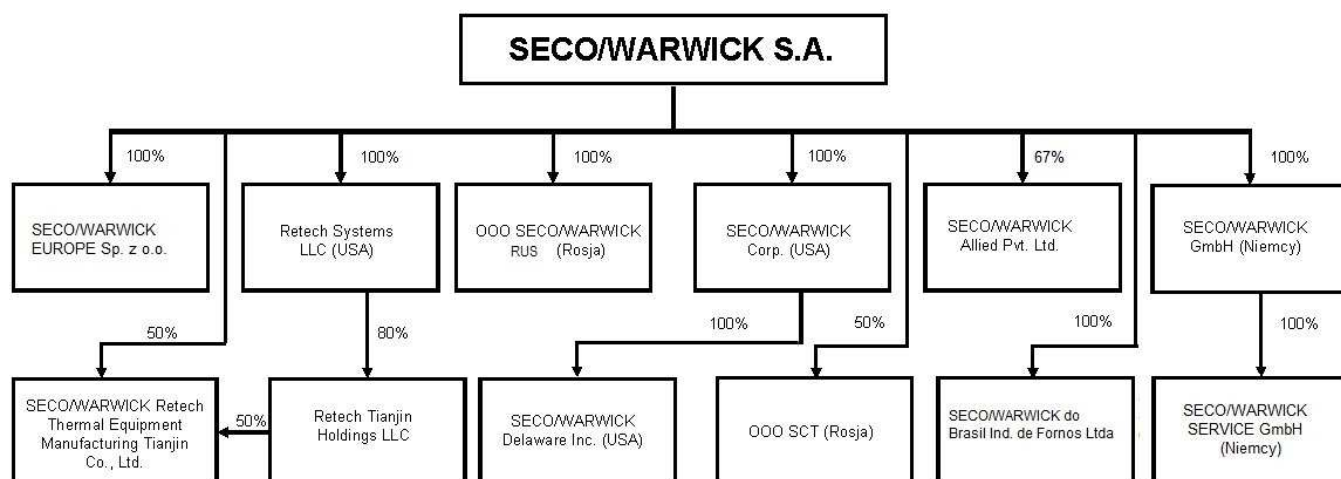 SECO/WARWICK S.A.
100%
100%
100%
100%
67%
100%
SECO/WARWICK
EUROPE Sp. z o.o.
Retech Systems
LLC (USA)
OOO SECO/WARWICK
RUS (Rosja)
SECO/WARWICK
Corp. (USA)
SECO/WARWICK
Allied Pvt. Ltd.
SECO/WARWICK
GmbH (Niemcy)
50%
80%
100%
50%
100%
100%
SECO/WARWICK Retech
Thermal Equipment
Manufacturing Tianjin
Co., Ltd.
50%
Retech Tianjin
Holdings LLC
SECO/WARWICK
Delaware Inc. (USA)
OOO SCT (Rosja)
SECO/WARWICK do
Brasil Ind. de Fornos Ltda
SECO/WARWICK
SERVICE GmbH
(Niemcy)